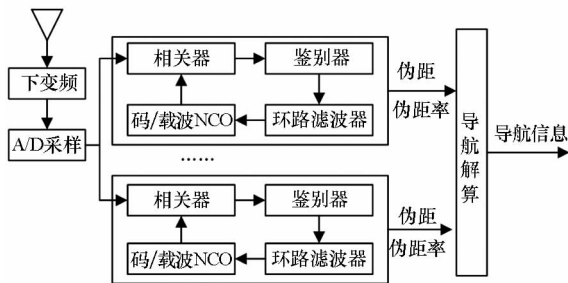 下变频
A/D采样
相关器
鉴别器
码/载波NCO
环路滤波器
伪距
伪距率
......
相关器
鉴别器
码/载波NCO
环路滤波器
伪距
伪距率
导航解算
导航信息